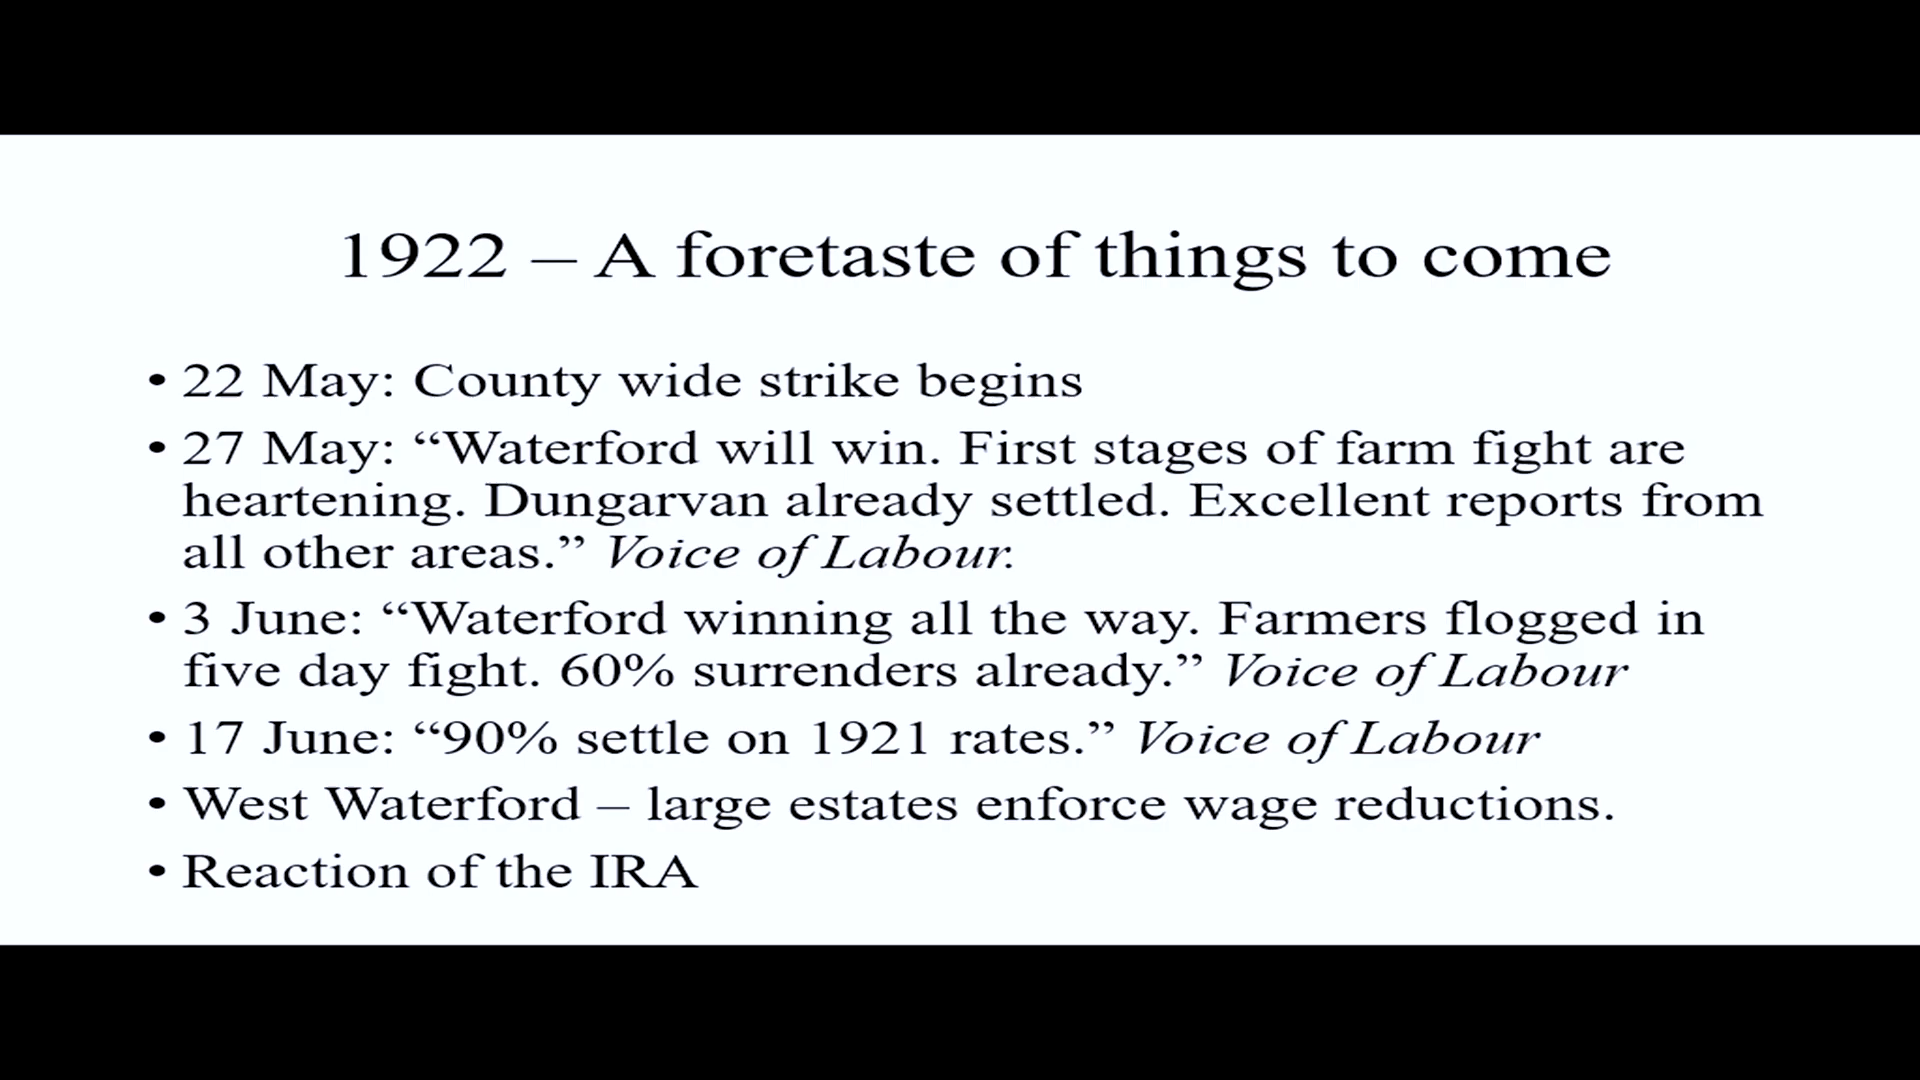 1922 – A foretaste of things to come
• 22 May: County wide strike begins
• 27 May: “Waterford will win. First stages of farm fight are
heartening. Dungarvan already settled. Excellent reports from
all other areas.” Voice of Labour.
• 3 June: “Waterford winning all the way. Farmers flogged in
five day fight. 60% surrenders already.” Voice of Labour
• 17 June: “90% settle on 1921 rates.” Voice of Labour
• West Waterford – large estates enforce wage reductions.
• Reaction of the IRA